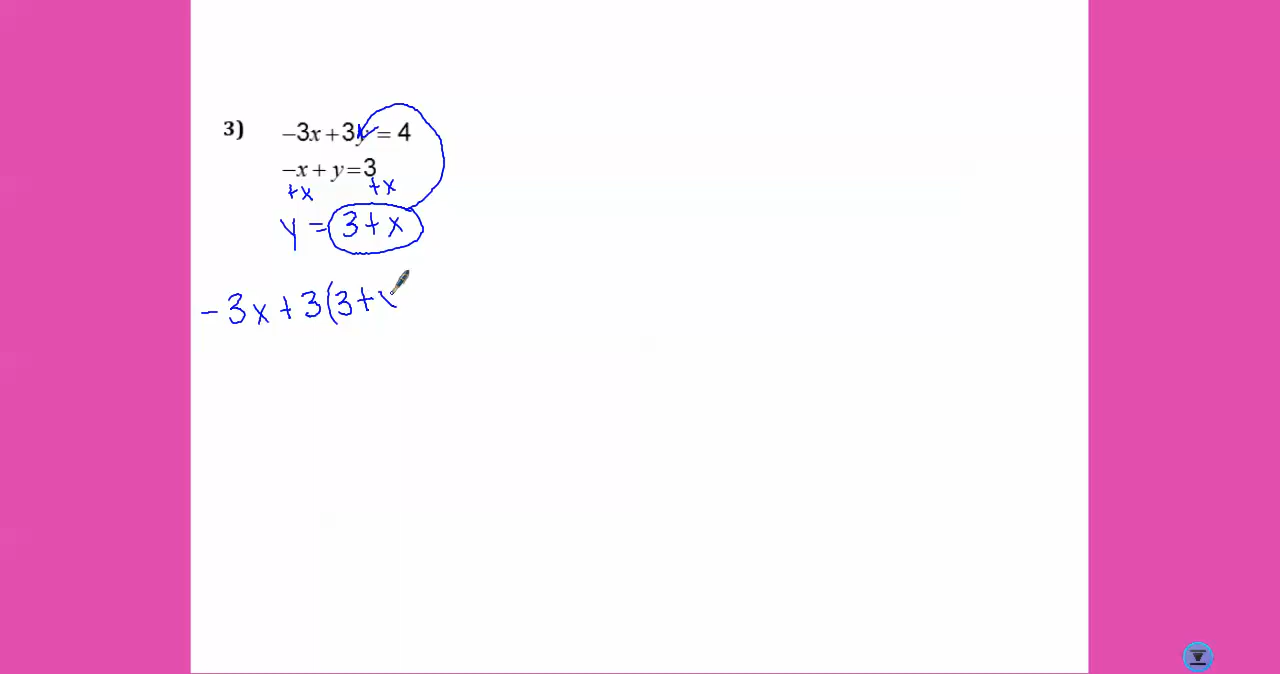 3) −3x + 3y = 4
−x + y = 3
+x +x
y = 3 + x
- 3x + 3(3+x